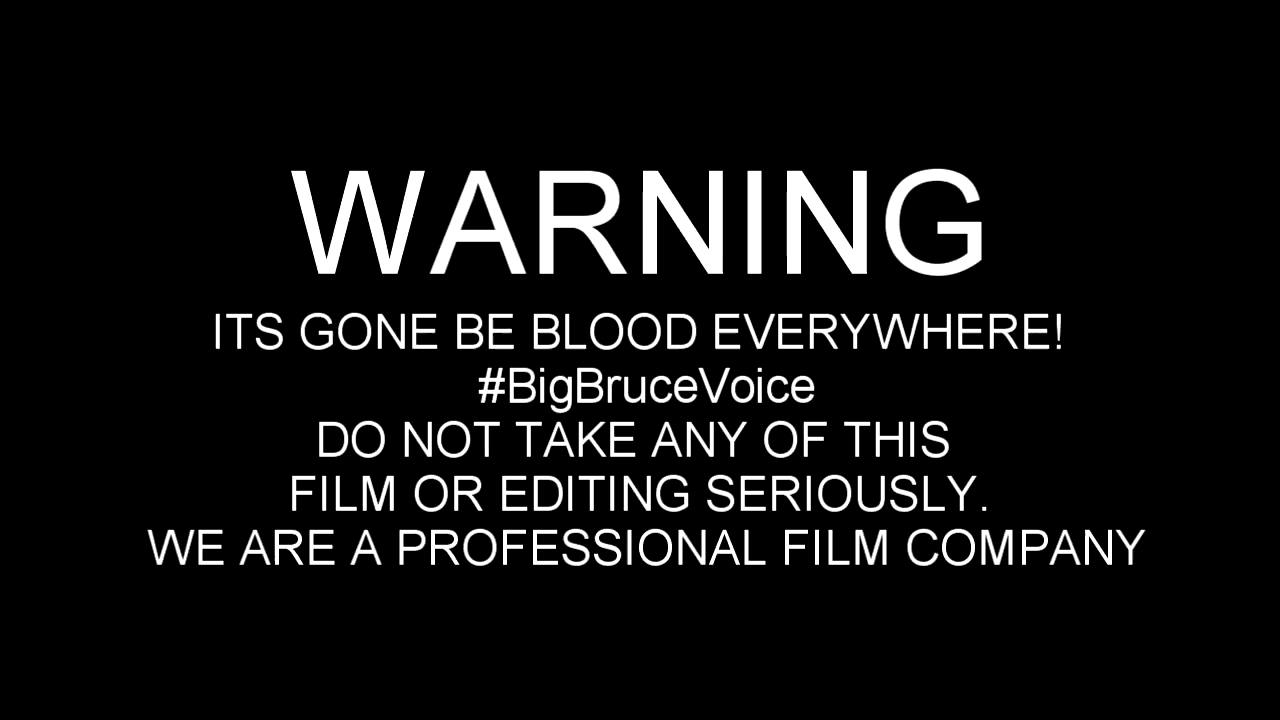 WARNING
ITS GONE BE BLOOD EVERYWHERE!
#BigBruceVoice
DO NOT TAKE ANY OF THIS
FILM OR EDITING SERIOUSLY.
WE ARE A PROFESSIONAL FILM COMPANY